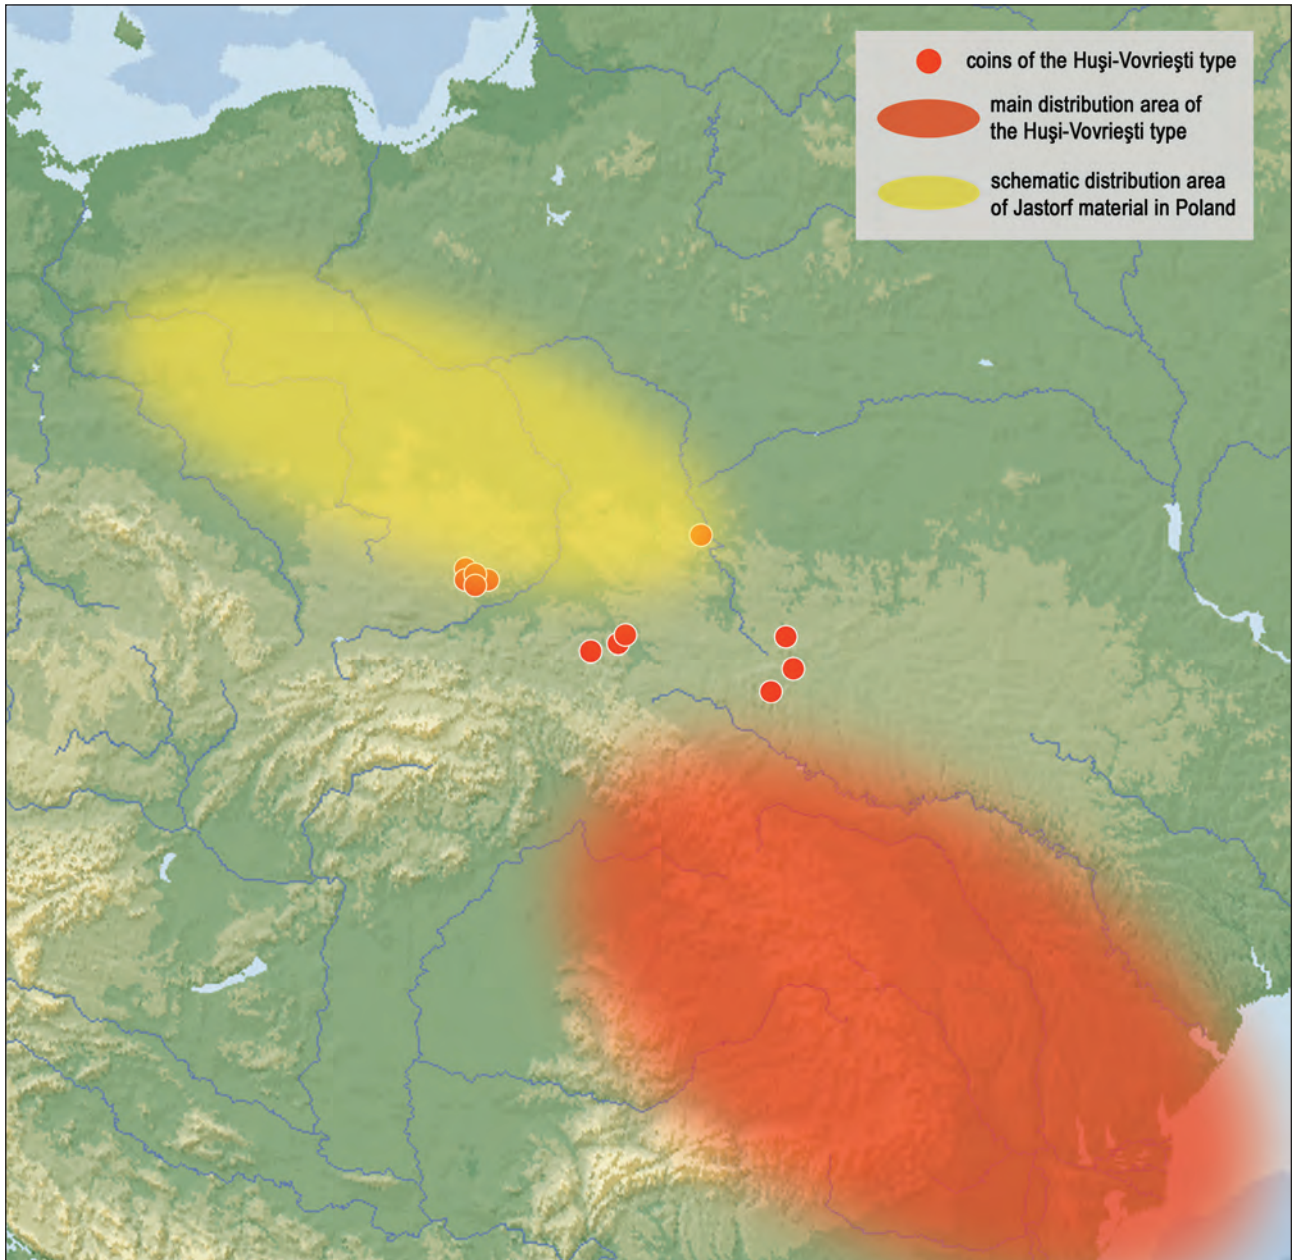 coins of the Huşi-Vovrieşti type
main distribution area of
the Huşi-Vovrieşti type
schematic distribution area
of Jastorf material in Poland